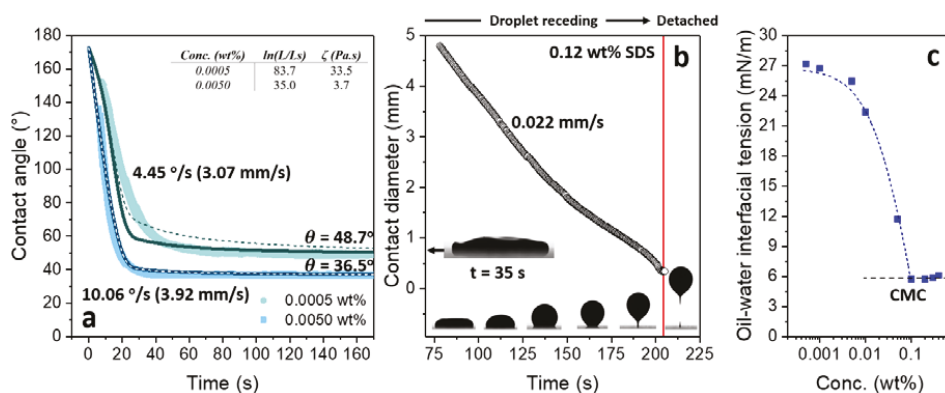 a
Contact angle (°)
180
160
140
120
100
80
60
40
20
0
Conc. (wt%) ln(L/Ls) ζ (Pa.s)
0.0005 83.7 33.5
0.0050 35.0 3.7
4.45 °/s (3.07 mm/s)
θ = 48.7°
θ = 36.5°
10.06 °/s (3.92 mm/s)
0.0005 wt%
0.0050 wt%
0 20 40 60 80 100 120 140 160
Time (s)
Droplet receding Detached
b
Contact diameter (mm)
5
4
3
2
1
0
0.12 wt% SDS
0.022 mm/s
t = 35 s
75 100 125 150 175 200 225
Time (s)
c
Oil-water interfacial tension (mN/m)
30
27
24
21
18
15
12
9
6
3
0
CMC
0.001 0.01 0.1
Conc. (wt%)